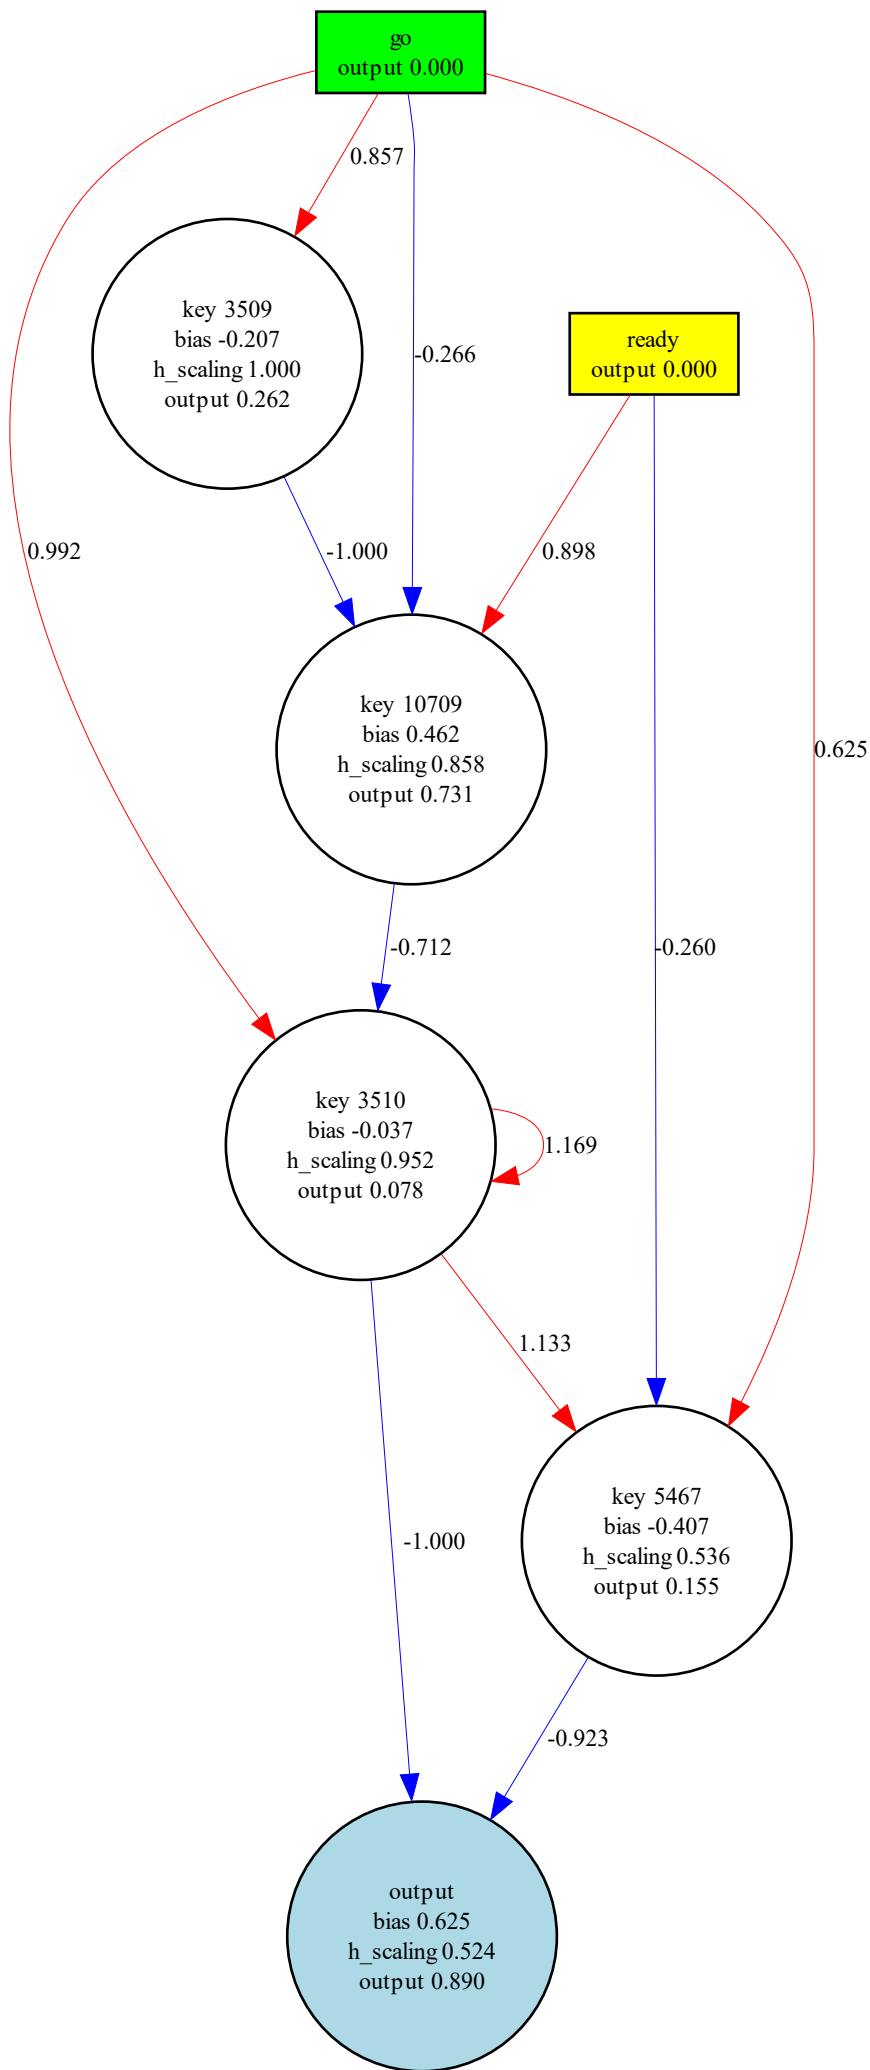 go
output 0.000
0.857
key 3509
bias -0.207
h_scaling 1.000
output 0.262
-0.266
ready
output 0.000
0.992
-1.000
0.898
key 10709
bias 0.462
h_scaling 0.858
output 0.731
0.625
-0.712
-0.260
key 3510
bias -0.037
h_scaling 0.952
output 0.078
1.169
1.133
key 5467
bias -0.407
h_scaling 0.536
output 0.155
-1.000
-0.923
output
bias 0.625
h_scaling 0.524
output 0.890